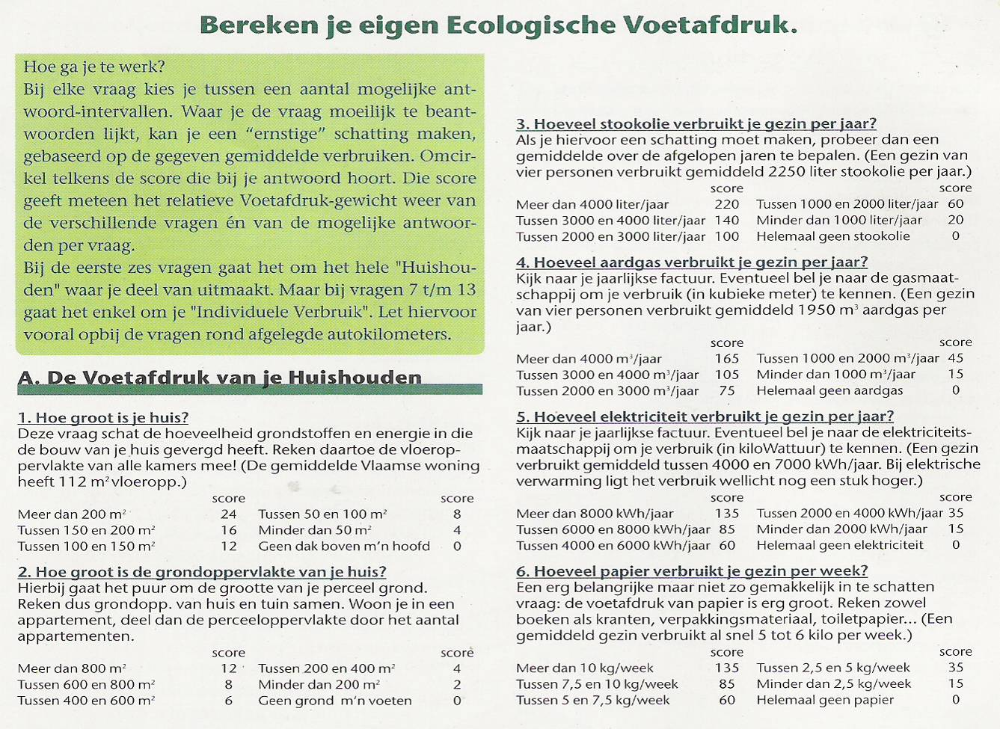 Bereken je eigen Ecologische Voetafdruk.
Hoe ga je te werk?
Bij elke vraag kies je tussen een aantal mogelijke ant-
woord-intervallen. Waar je de vraag moeilijk te beant-
woorden lijkt, kan je een “ernstige” schatting maken,
gebaseerd op de gegeven gemiddelde verbruiken. Omcir-
kel telkens de score die bij je antwoord hoort. Die score
geeft meteen het relatieve Voetafdruk-gewicht weer van
de verschillende vragen én van de mogelijke antwoor-
den per vraag.
Bij de eerste zes vragen gaat het om het hele "Huishou-
den" waar je deel van uitmaakt. Maar bij vragen 7 t/m 13
gaat het enkel om je "Individuele Verbruik". Let hiervoor
vooral opbij de vragen rond afgelegde autokilometers.
A. De Voetafdruk van je Huishouden
1. Hoe groot is je huis?
Deze vraag schat de hoeveelheid grondstoffen en energie in die
de bouw van je huis gevergd heeft. Reken daartoe de vloerop-
pervlakte van alle kamers mee! (De gemiddelde Vlaamse woning
heeft 112 m² vloeropp.)
score score
Meer dan 200 m² 24 Tussen 50 en 100 m² 8
Tussen 150 en 200 m² 16 Minder dan 50 m² 4
Tussen 100 en 150 m² 12 Geen dak boven m'n hoofd 0
2. Hoe groot is de grondoppervlakte van je huis?
Hierbij gaat het puur om de grootte van je perceel grond.
Reken dus grondopp. van huis en tuin samen. Woon je in een
appartement, deel dan de perceeloppervlakte door het aantal
appartementen.
score score
Meer dan 800 m² 12 Tussen 200 en 400 m² 4
Tussen 600 en 800 m² 8 Minder dan 200 m² 2
Tussen 400 en 600 m² 6 Geen grond m'n voeten 0
3. Hoeveel stookolie verbruikt je gezin per jaar?
Als je hiervoor een schatting moet maken, probeer dan een
gemiddelde over de afgelopen jaren te bepalen. (Een gezin van
vier personen verbruikt gemiddeld 2250 liter stookolie per jaar.)
score score
Meer dan 4000 liter/jaar 220 Tussen 1000 en 2000 liter/jaar 60
Tussen 3000 en 4000 liter/jaar 140 Minder dan 1000 liter/jaar 20
Tussen 2000 en 3000 liter/jaar 100 Helemaal geen stookolie 0
4. Hoeveel aardgas verbruikt je gezin per jaar?
Kijk naar je jaarlijkse factuur. Eventueel bel je naar de gasmaat-
schappij om je verbruik (in kubieke meter) te kennen. (Een gezin
van vier personen verbruikt gemiddeld 1950 m³ aardgas per
jaar.)
score score
Meer dan 4000 m³/jaar 165 Tussen 1000 en 2000 m³/jaar 45
Tussen 3000 en 4000 m³/jaar 105 Minder dan 1000 m³/jaar 15
Tussen 2000 en 3000 m³/jaar 75 Helemaal geen aardgas 0
5. Hoeveel elektriciteit verbruikt je gezin per jaar?
Kijk naar je jaarlijkse factuur. Eventueel bel je naar de elektriciteits-
maatschappij om je verbruik (in kiloWattuur) te kennen. (Een gezin
verbruikt gemiddeld tussen 4000 en 7000 kWh/jaar. Bij elektrische
verwarming ligt het verbruik wellicht nog een stuk hoger.)
score score
Meer dan 8000 kWh/jaar 135 Tussen 2000 en 4000 kWh/jaar 35
Tussen 6000 en 8000 kWh/jaar 85 Minder dan 2000 kWh/jaar 15
Tussen 4000 en 6000 kWh/jaar 60 Helemaal geen elektriciteit 0
6. Hoeveel papier verbruikt je gezin per week?
Een erg belangrijke maar niet zo gemakkelijk in te schatten
vraag: de voetafdruk van papier is erg groot. Reken zowel
boeken als kranten, verpakkingsmateriaal, toiletpapier... (Een
gemiddeld gezin verbruikt al snel 5 tot 6 kilo per week.)
score score
Meer dan 10 kg/week 135 Tussen 2,5 en 5 kg/week 35
Tussen 7,5 en 10 kg/week 85 Minder dan 2,5 kg/week 15
Tussen 5 en 7,5 kg/week 60 Helemaal geen papier 0